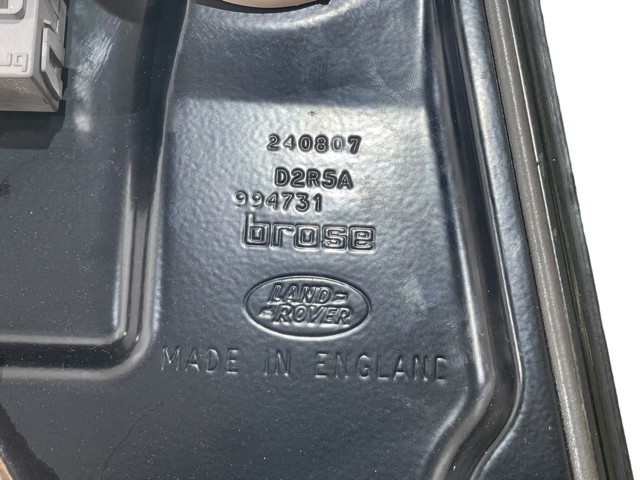 240807
D2R5A
994731
brose
LAND-
-ROVER
MADE IN ENGLAND